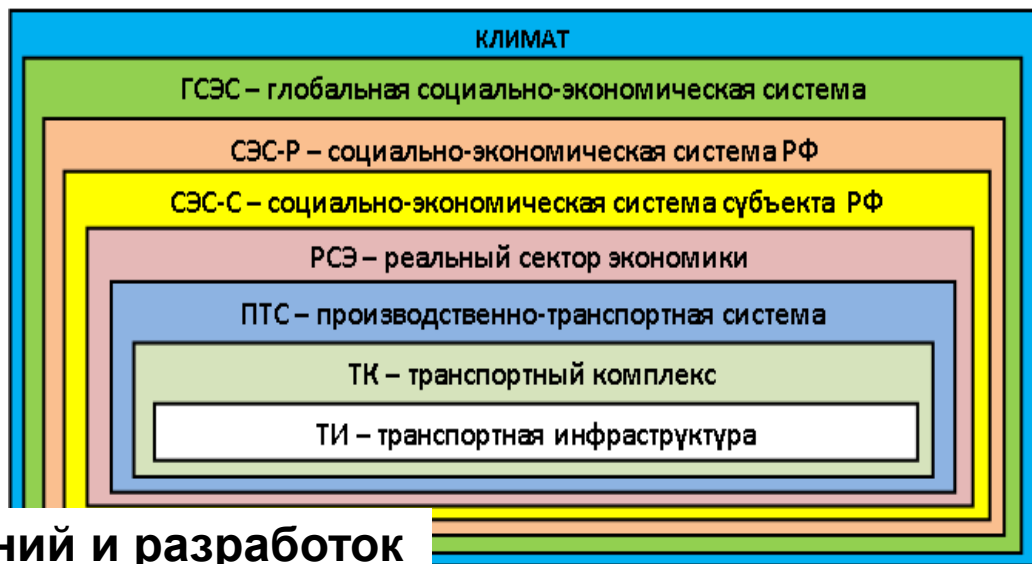 КЛИМАТ
ГСЭС – глобальная социально-экономическая система
СЭС-Р – социально-экономическая система РФ
СЭС-С – социально-экономическая система субъекта РФ
РСЭ – реальный сектор экономики
ПТС – производственно-транспортная система
ТК – транспортный комплекс
ТИ – транспортная инфраструктура
ний и разработок